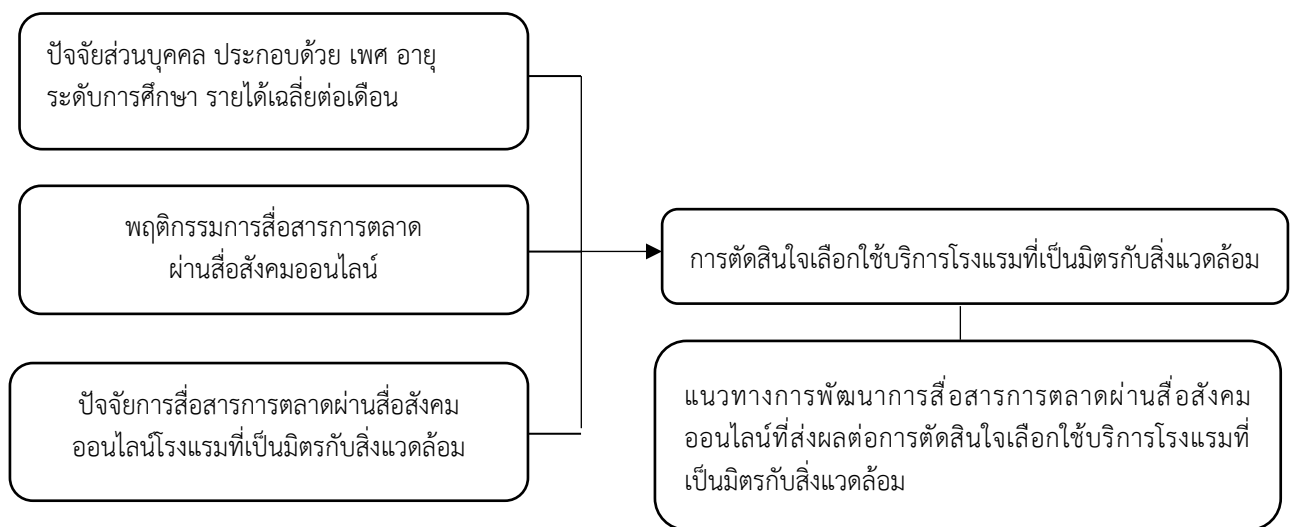 ปัจจัยส่วนบุคคล ประกอบด้วย เพศ อายุ
ระดับการศึกษา รายได้เฉลี่ยต่อเดือน
พฤติกรรมการสื่อสารการตลาด
ผ่านสื่อสังคมออนไลน์
ปัจจัยการสื่อสารการตลาดผ่านสื่อสังคม
ออนไลน์โรงแรมที่เป็นมิตรกับสิ่งแวดล้อม
การตัดสินใจเลือกใช้บริการโรงแรมที่เป็นมิตรกับสิ่งแวดล้อม
แนวทางการพัฒนาการสื่อสารการตลาดผ่านสื่อสังคม
ออนไลน์ที่ส่งผลต่อการตัดสินใจเลือกใช้บริการโรงแรมที่
เป็นมิตรกับสิ่งแวดล้อม